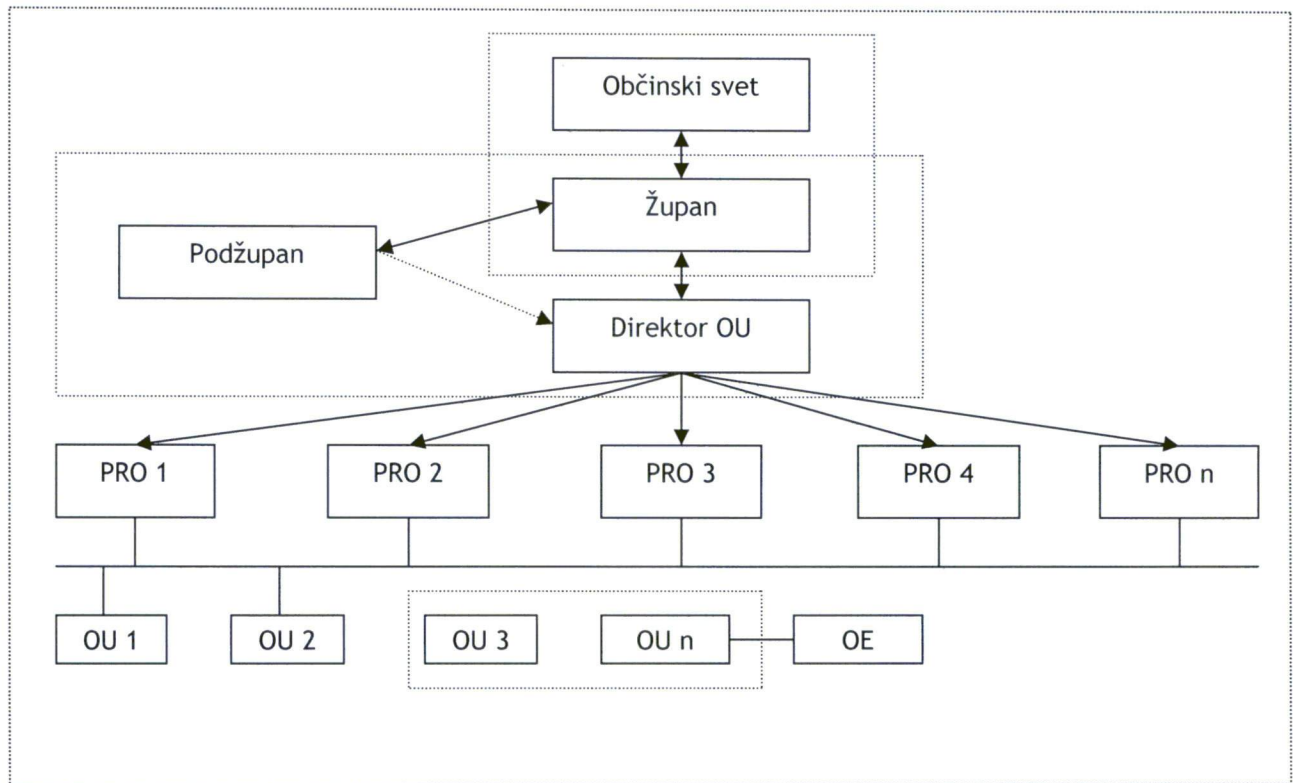 Občinski svet
Župan
Podžupan
Direktor OU
PRO 1
PRO 2
PRO 3
PRO 4
PRO n
OU 1
OU 2
OU 3
OU n
OE